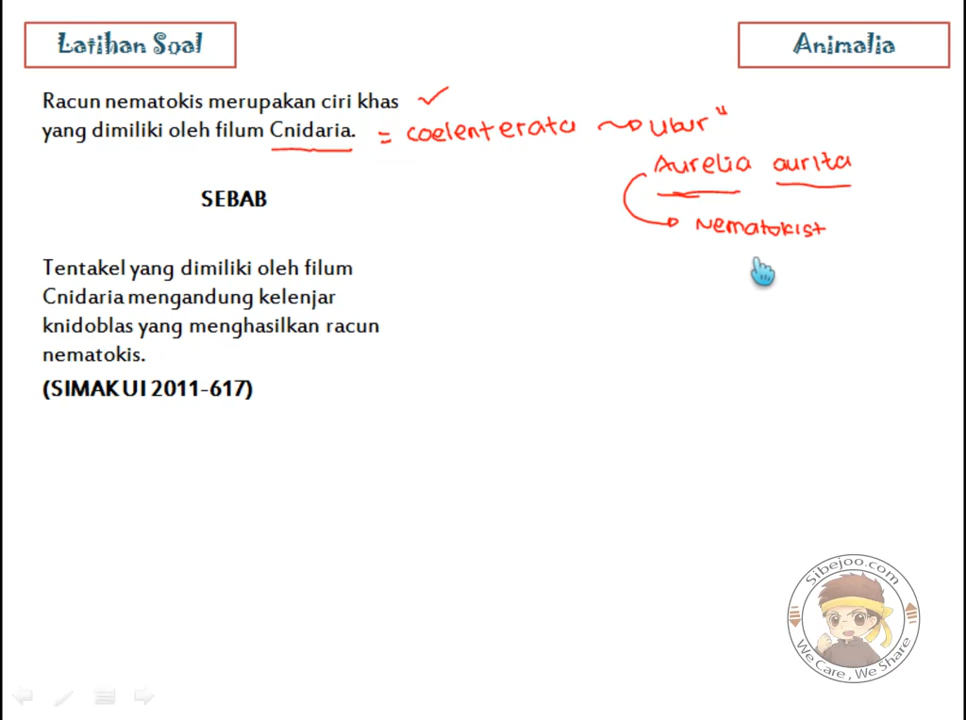 Latihan Soal
Animalia
Racun nematokis merupakan ciri khas
yang dimiliki oleh filum Cnidaria.
= coelenterata ~> Ubur"
Aurelia aurita
Nematokist
SEBAB
Tentakel yang dimiliki oleh filum
Cnidaria mengandung kelenjar
knidoblas yang menghasilkan racun
nematokis.
(SIMAK UI 2011-617)
Sibejoo.com
We Care, We Share